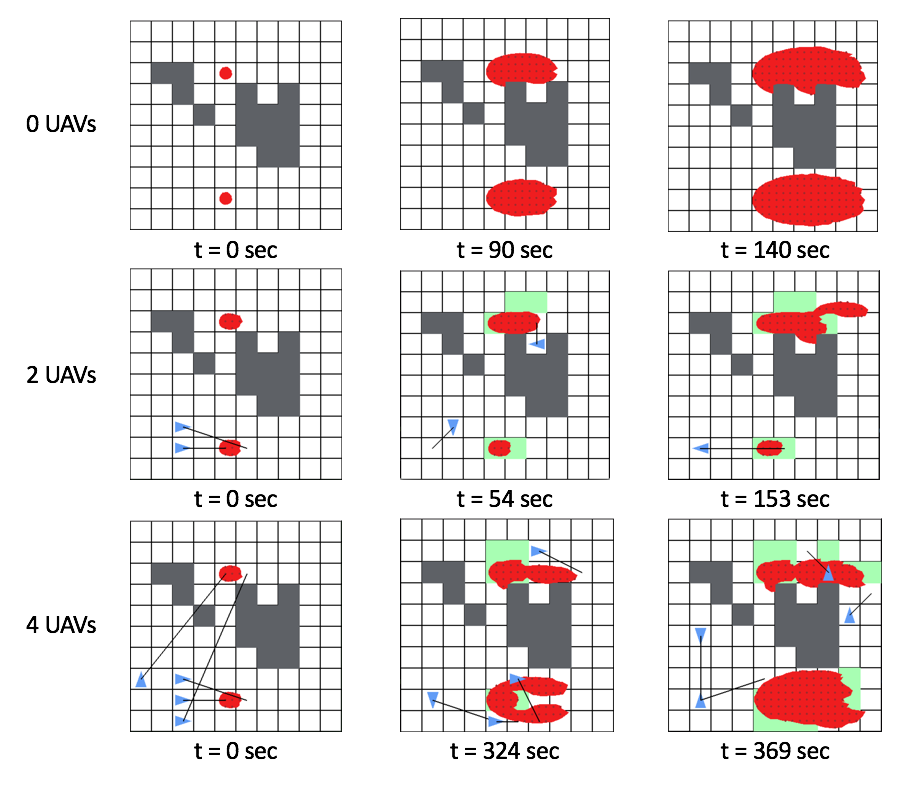 0 UAVs
t = 0 sec
t = 90 sec
t = 140 sec
2 UAVs
t = 0 sec
t = 54 sec
t = 153 sec
4 UAVs
t = 0 sec
t = 324 sec
t = 369 sec